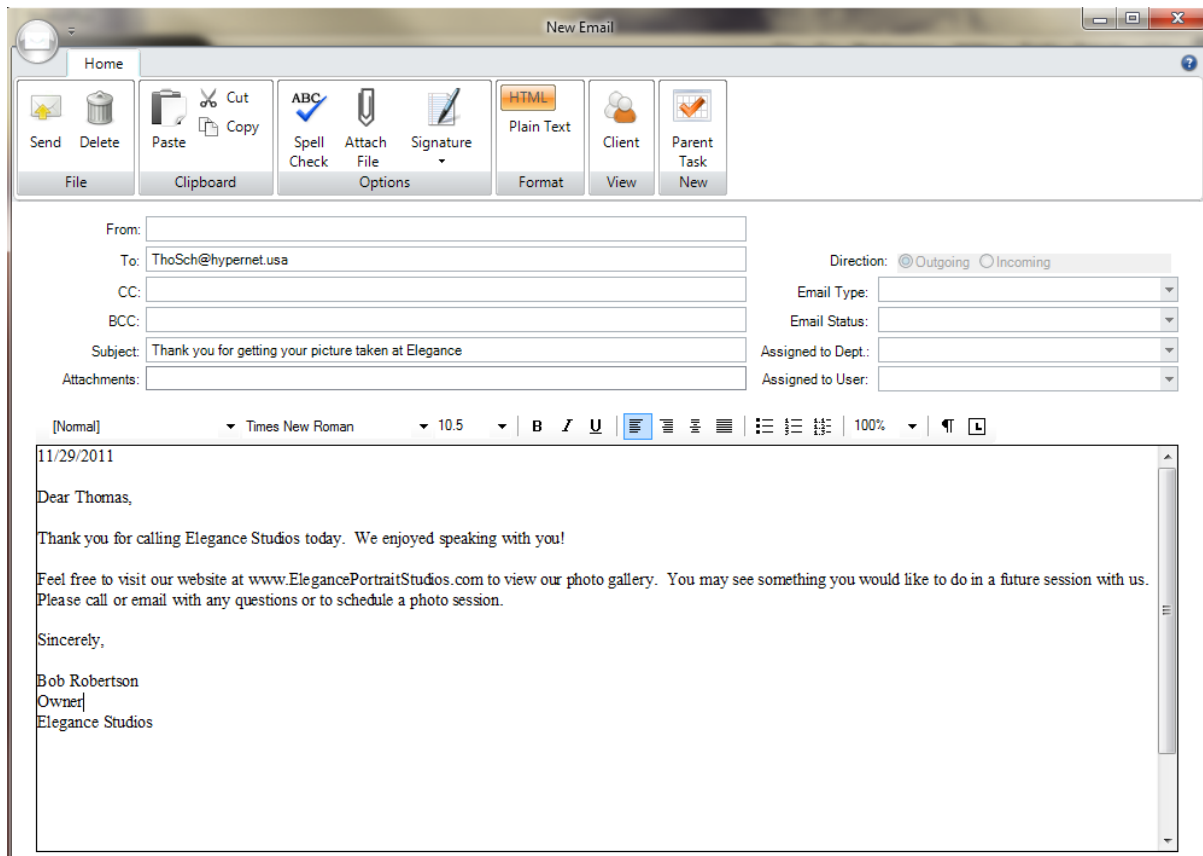 New Email
Home
Send
Delete
Paste
Cut
Copy
ABC
Spell Check
Attach File
Signature
HTML
Plain Text
Client
Parent Task
File
Clipboard
Options
Format
View
New
From:
To: ThoSch@hypernet.usa
Direction: Outgoing Incoming
CC:
Email Type:
BCC:
Email Status:
Subject: Thank you for getting your picture taken at Elegance
Assigned to Dept.:
Attachments:
Assigned to User:
[Normal] Times New Roman 10.5 B I U 100% ¶ L
11/29/2011
Dear Thomas,
Thank you for calling Elegance Studios today.  We enjoyed speaking with you!
Feel free to visit our website at www.ElegancePortraitStudios.com to view our photo gallery.  You may see something you would like to do in a future session with us.
Please call or email with any questions or to schedule a photo session.
Sincerely,
Bob Robertson
Owner
Elegance Studios